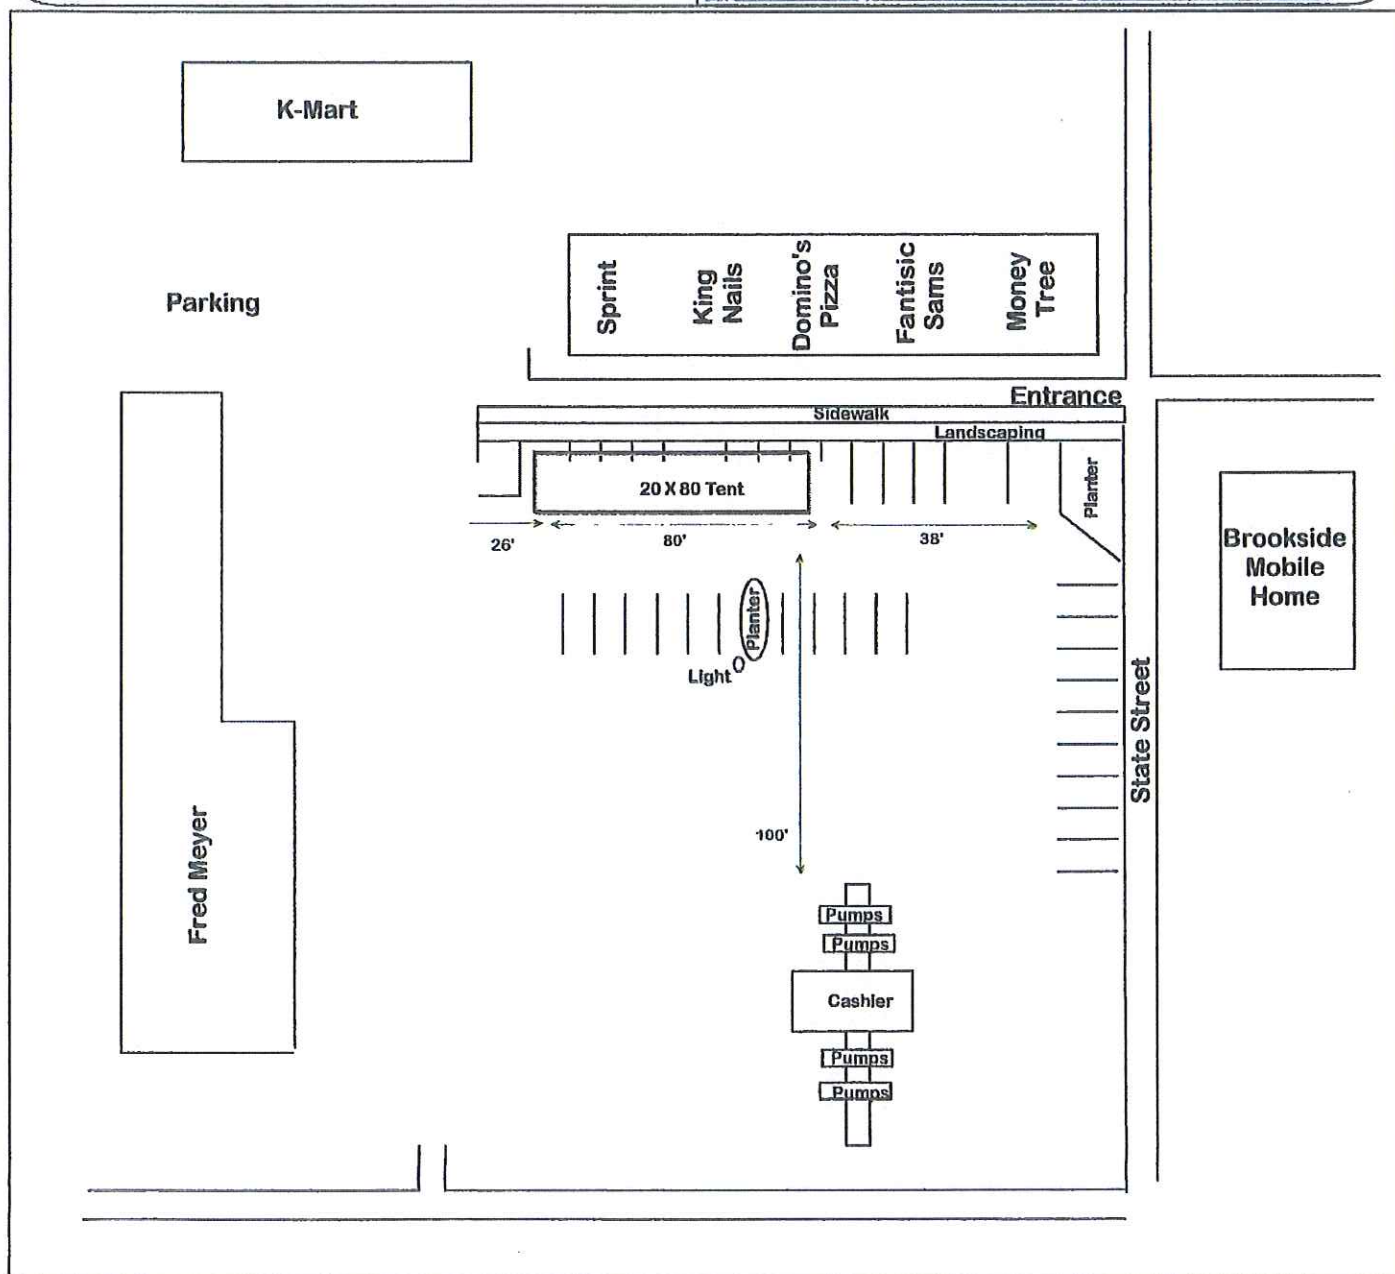 K-Mart
Parking
Sprint
King
Nails
Domino's
Pizza
Fantisic
Sams
Money
Tree
Entrance
Sidewalk
Landscaping
20 X 80 Tent
Planter
26'
80'
38'
Brookside
Mobile
Home
Planter
Light
State Street
100'
Fred Meyer
Pumps
Pumps
Cashier
Pumps
Pumps